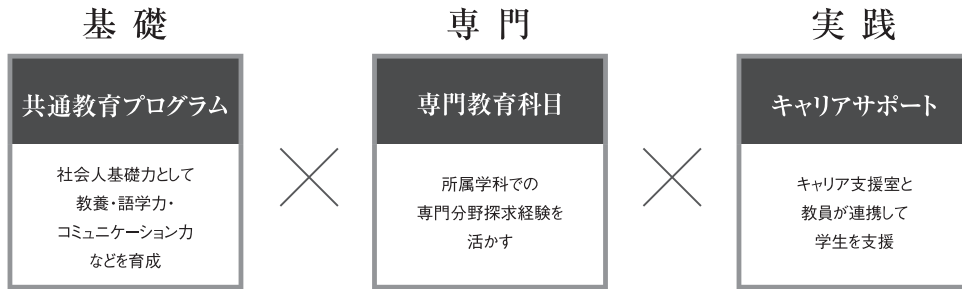 基礎
共通教育プログラム
社会人基礎力として
教養・語学力・
コミュニケーション力
などを育成
×
専門
専門教育科目
所属学科での
専門分野探求経験を
活かす
×
実践
キャリアサポート
キャリア支援室と
教員が連携して
学生を支援